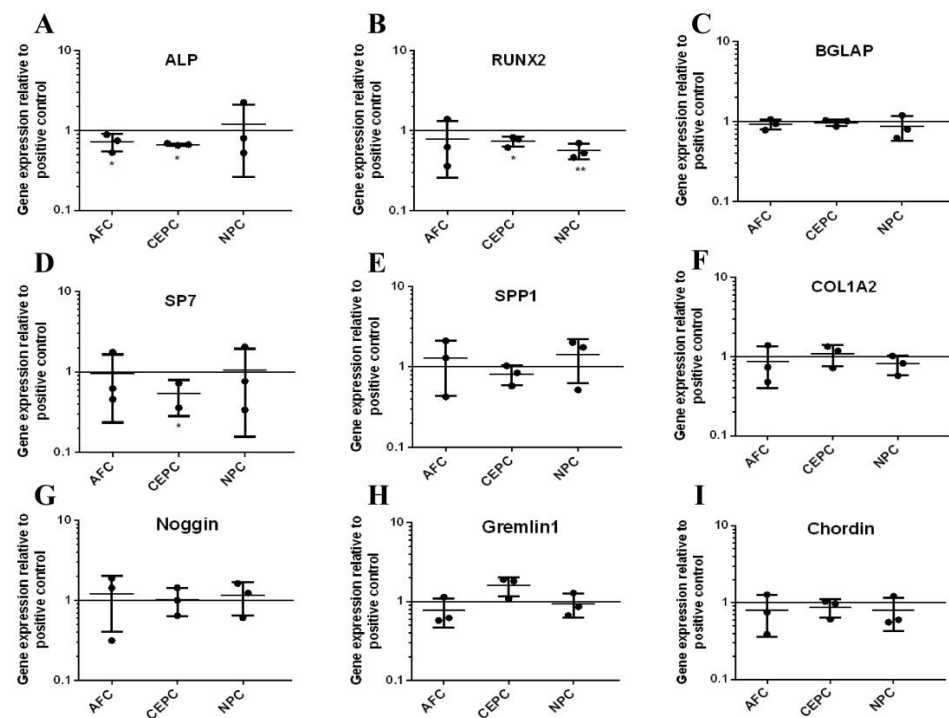 A
ALP
Gene expression relative to
positive control
10
1
0.1
*
*
AFC
CEPC
NPC
B
RUNX2
Gene expression relative to
positive control
10
1
0.1
*
**
AFC
CEPC
NPC
C
BGLAP
Gene expression relative to
positive control
10
1
0.1
AFC
CEPC
NPC
D
SP7
Gene expression relative to
positive control
10
1
0.1
*
AFC
CEPC
NPC
E
SPP1
Gene expression relative to
positive control
10
1
0.1
AFC
CEPC
NPC
F
COL1A2
Gene expression relative to
positive control
10
1
0.1
AFC
CEPC
NPC
G
Noggin
Gene expression relative to
positive control
10
1
0.1
AFC
CEPC
NPC
H
Gremlin1
Gene expression relative to
positive control
10
1
0.1
AFC
CEPC
NPC
I
Chordin
Gene expression relative to
positive control
10
1
0.1
AFC
CEPC
NPC